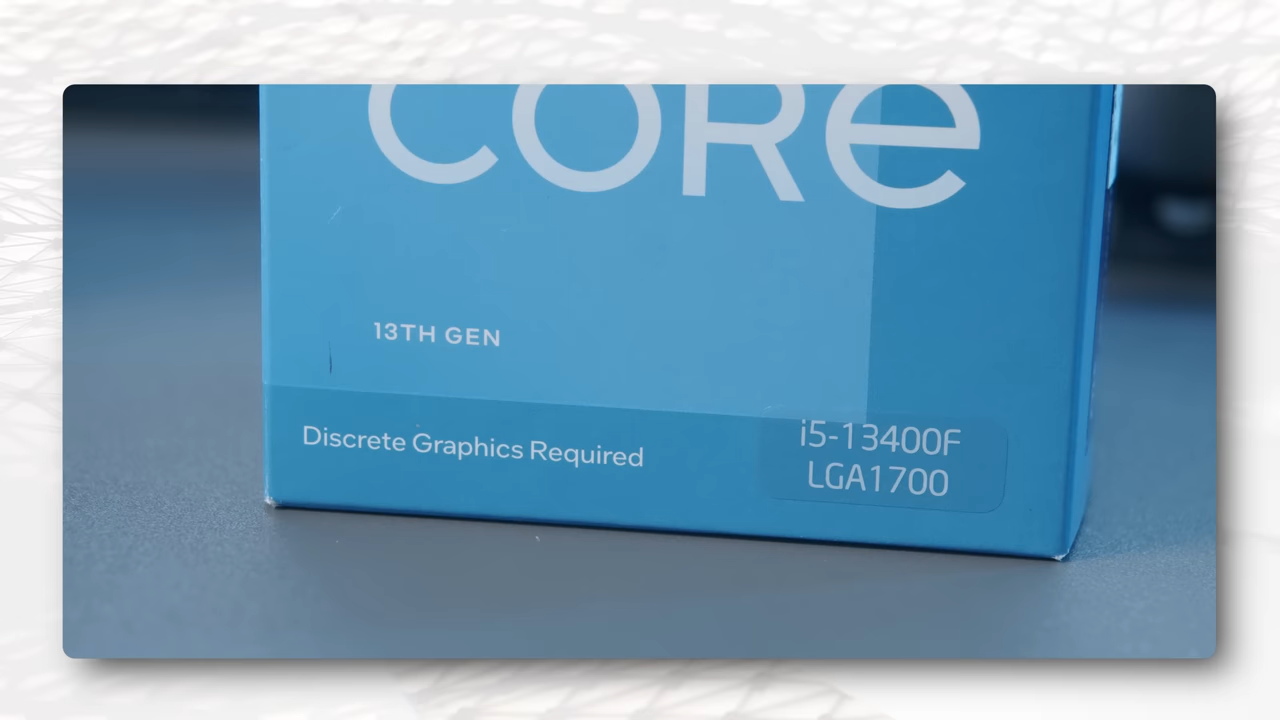 CORe
13TH GEN
Discrete Graphics Required
i5-13400F
LGA1700